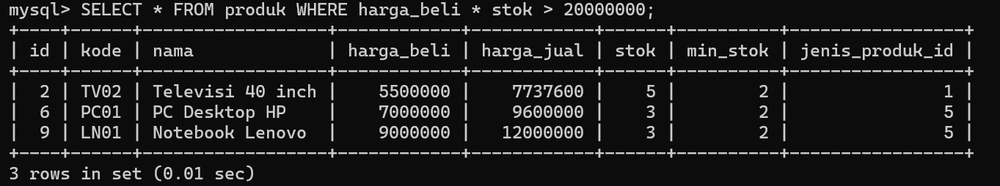 mysql> SELECT * FROM produk WHERE harga_beli * stok > 20000000;
+----+------+------------------+------------+------------+------+----------+-----------------+
| id | kode | nama             | harga_beli | harga_jual | stok | min_stok | jenis_produk_id |
+----+------+------------------+------------+------------+------+----------+-----------------+
|  2 | TV02 | Televisi 40 inch |    5500000 |    7737600 |    5 |        2 |               1 |
|  6 | PC01 | PC Desktop HP    |    7000000 |    9600000 |    3 |        2 |               5 |
|  9 | LN01 | Notebook Lenovo  |    9000000 |   12000000 |    3 |        2 |               5 |
+----+------+------------------+------------+------------+------+----------+-----------------+
3 rows in set (0.01 sec)